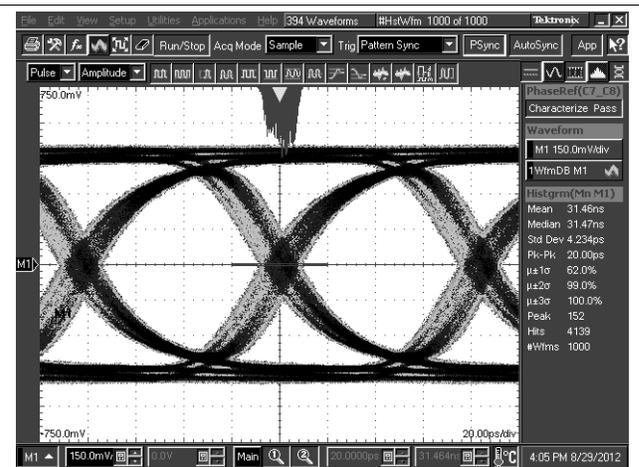 File Edit View Setup Utilities Applications Help 394 Waveforms #HstWfm 1000 of 1000 Tektronix
Run/Stop Acq Mode Sample Trig Pattern Sync PSync AutoSync App
Pulse Amplitude
750.0mV
PhaseRef(C7_C8)
Characterize Pass
Waveform
M1 150.0mV/div
1WfmDB M1
Histgrm(Mn M1)
Mean 31.46ns
Median 31.47ns
Std Dev 4.234ps
Pk-Pk 20.00ps
µ±1σ 62.0%
µ±2σ 99.0%
µ±3σ 100.0%
Peak 152
Hits 4139
#Wfms 1000
M1
M1
-750.0mV
20.00ps/div
M1 150.0mV/ 0.0V Main 1 2 20.0000ps 31.464n °C 4:05 PM 8/29/2012